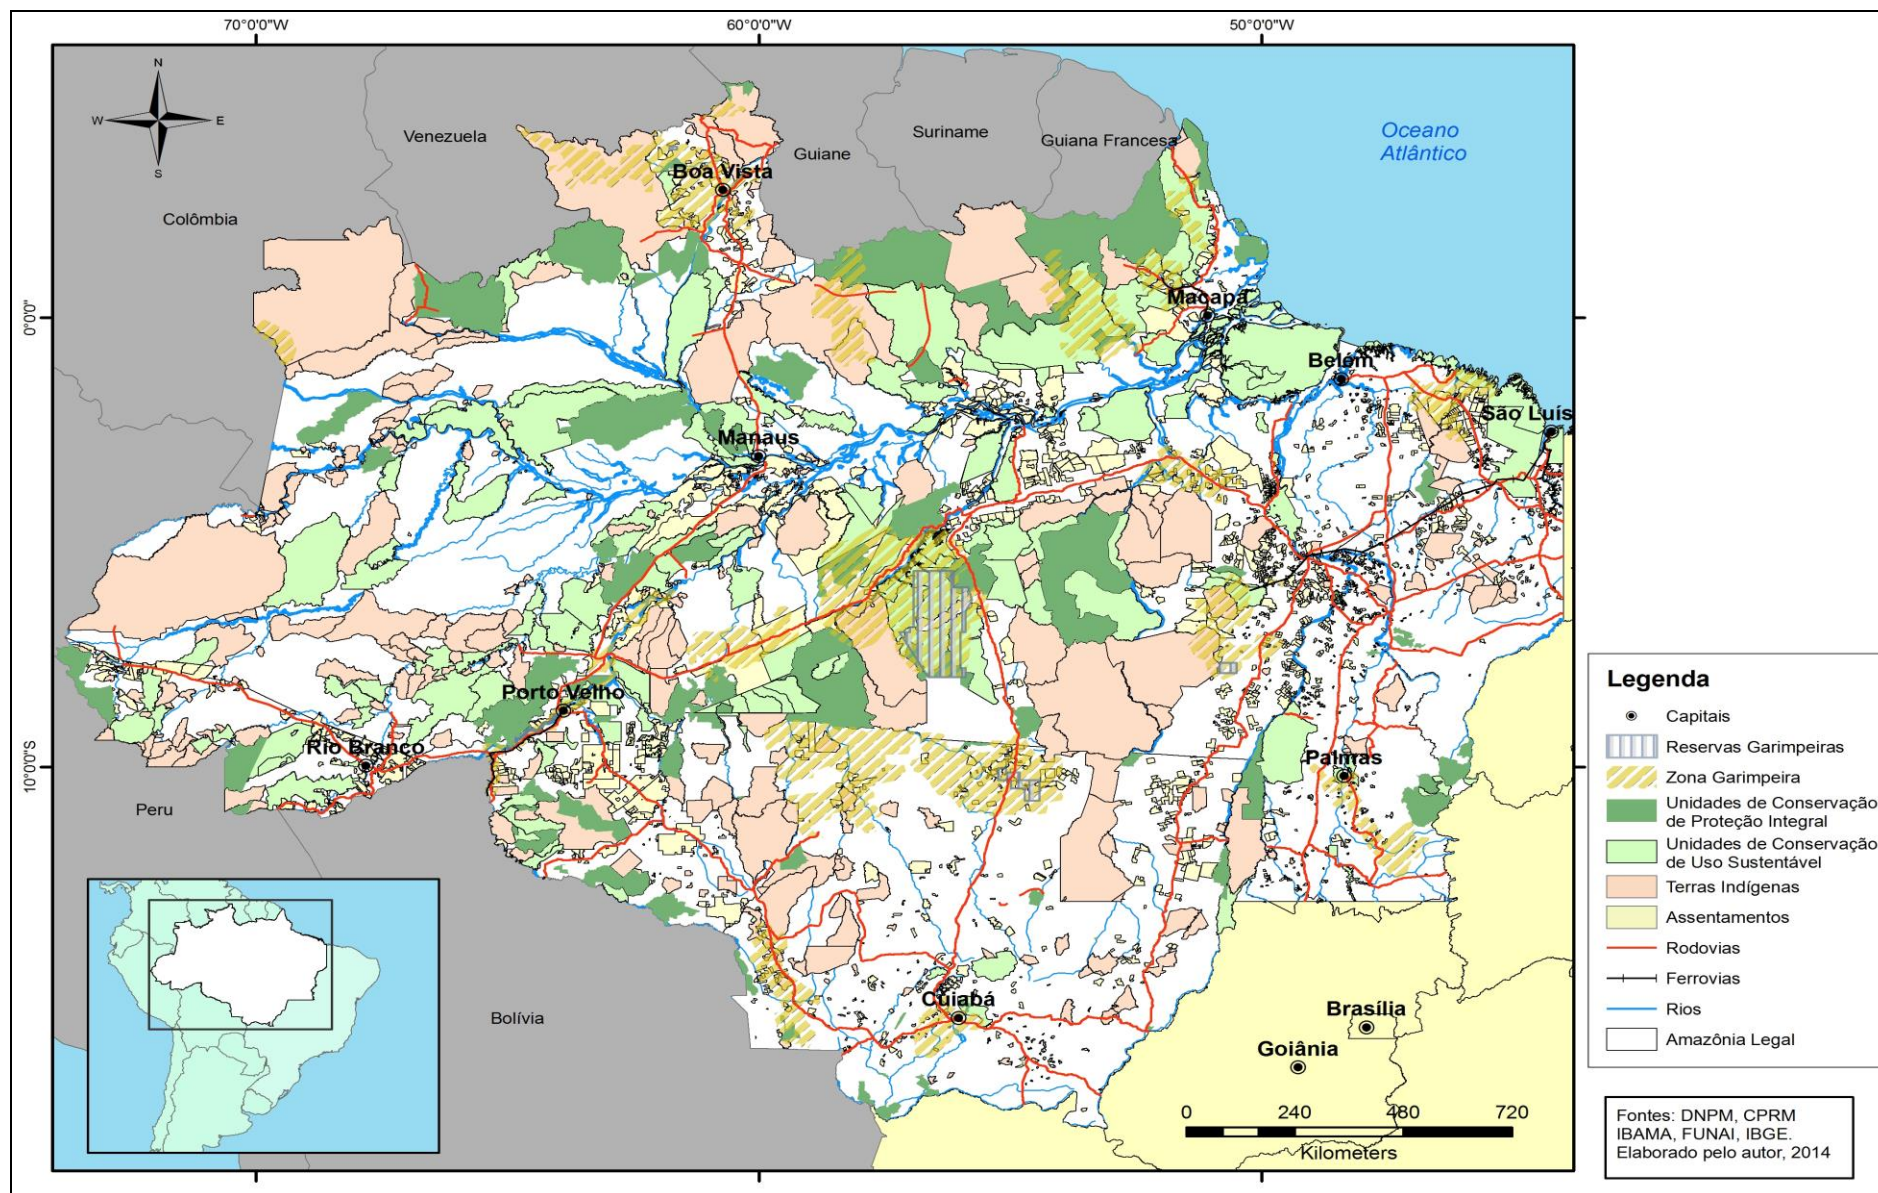 70°0'0"W
60°0'0"W
50°0'0"W
0°0'0"
10°0'0"S
N
W
E
S
Venezuela
Guiane
Suriname
Guiana Francesa
Oceano
Atlântico
Colômbia
Boa Vista
Macapá
Belém
São Luís
Manaus
Porto Velho
Rio Branco
Palmas
Peru
Bolívia
Cuiabá
Brasília
Goiânia
0 240 480 720
Kilometers
Legenda
Capitais
Reservas Garimpeiras
Zona Garimpeira
Unidades de Conservação
de Proteção Integral
Unidades de Conservação
de Uso Sustentável
Terras Indígenas
Assentamentos
Rodovias
Ferrovias
Rios
Amazônia Legal
Fontes: DNPM, CPRM
IBAMA, FUNAI, IBGE.
Elaborado pelo autor, 2014